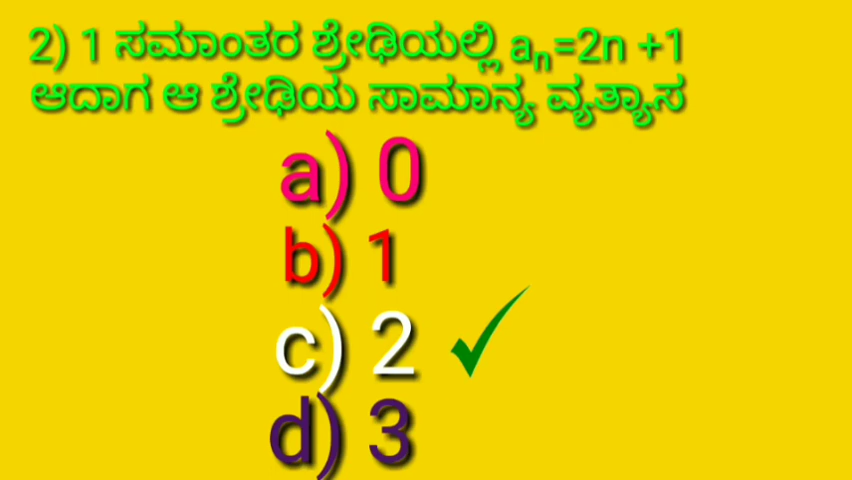 2) 1 ಸಮಾಂತರ ಶ್ರೇಢಿಯಲ್ಲಿ aₙ=2n +1
ಆದಾಗ ಆ ಶ್ರೇಢಿಯ ಸಾಮಾನ್ಯ ವ್ಯತ್ಯಾಸ
a) 0
b) 1
c) 2
d) 3